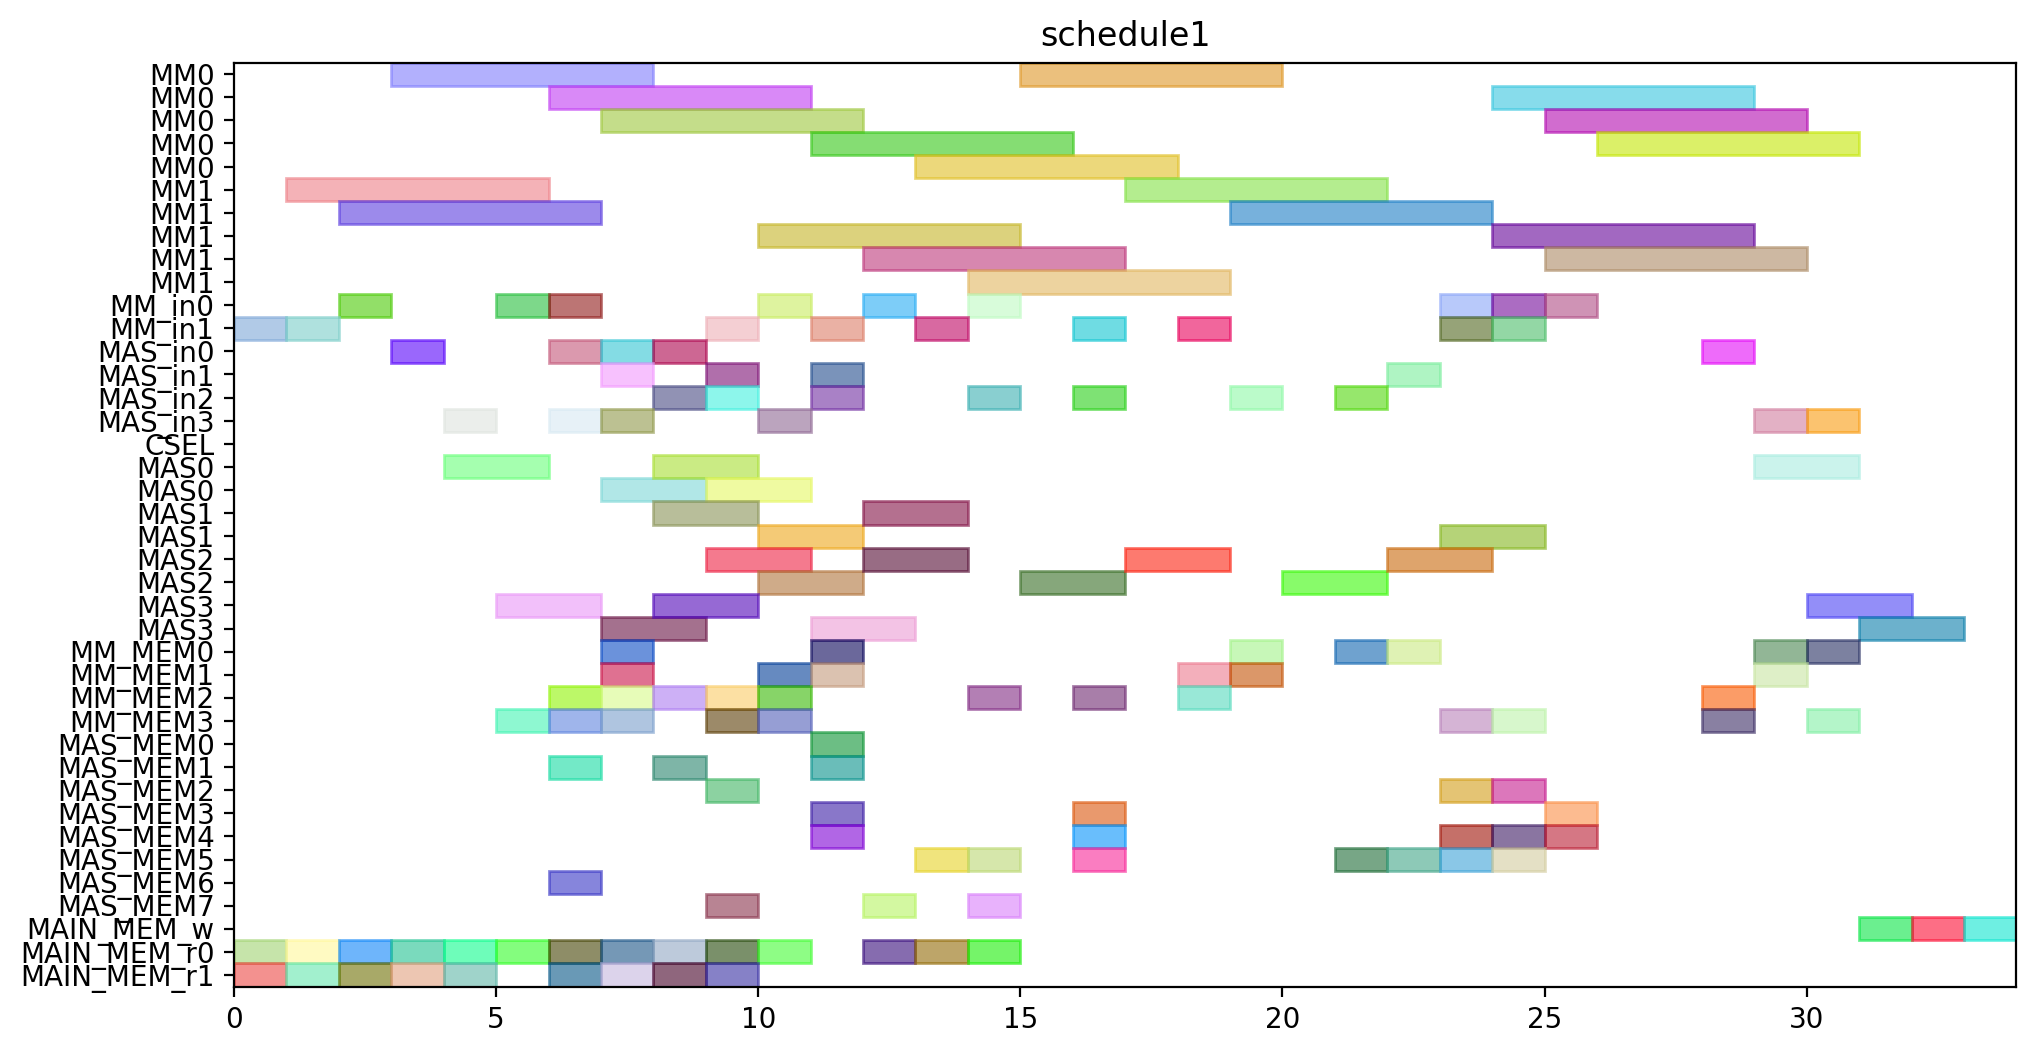 schedule1
MM0
MM0
MM0
MM0
MM0
MM1
MM1
MM1
MM1
MM1
MM_in0
MM_in1
MAS_in0
MAS_in1
MAS_in2
MAS_in3
CSEL
MAS0
MAS0
MAS1
MAS1
MAS2
MAS2
MAS3
MAS3
MM_MEM0
MM_MEM1
MM_MEM2
MM_MEM3
MAS_MEM0
MAS_MEM1
MAS_MEM2
MAS_MEM3
MAS_MEM4
MAS_MEM5
MAS_MEM6
MAS_MEM7
MAIN_MEM_w
MAIN_MEM_r0
MAIN_MEM_r1
0 5 10 15 20 25 30